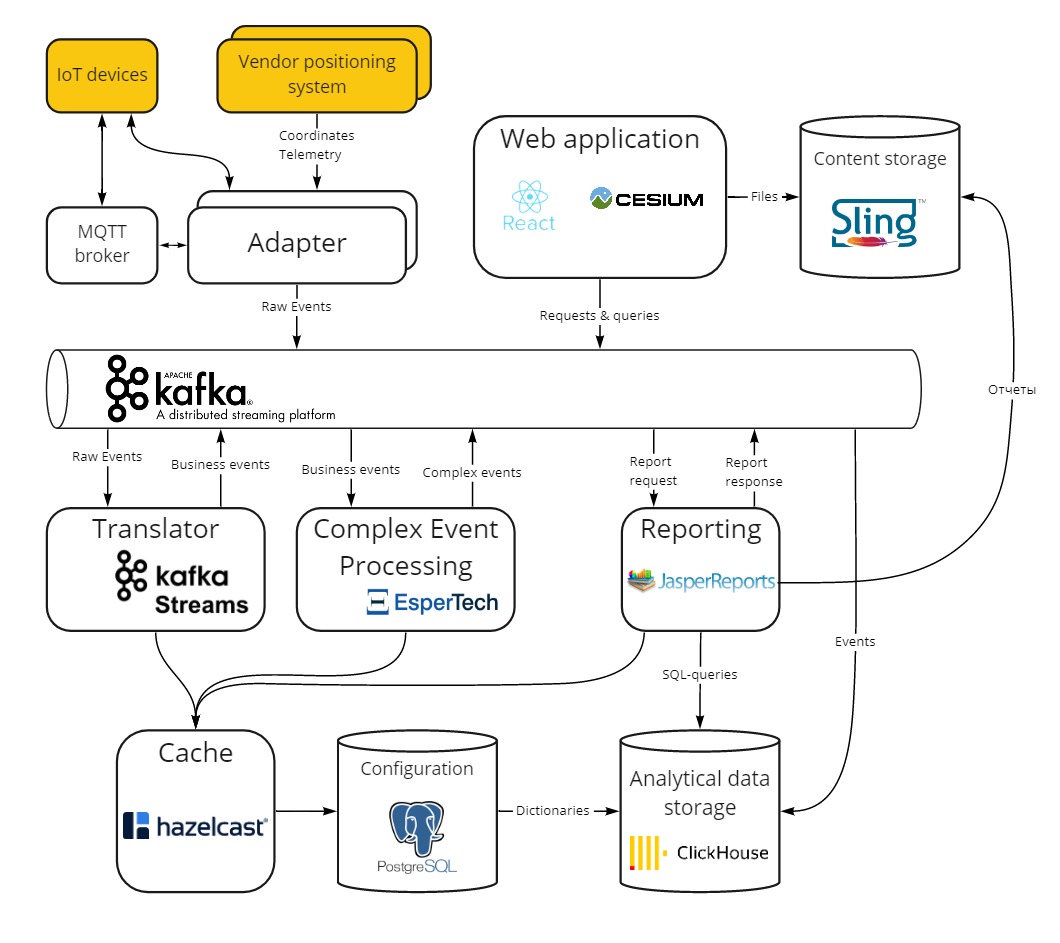 IoT devices
Vendor positioning
system
Coordinates
Telemetry
MQTT
broker
Adapter
Web application
React
CESIUM
Files
Content storage
Sling™
Raw Events
Requests & queries
APACHE
kafka®
A distributed streaming platform
Отчеты
Raw Events
Business events
Business events
Complex events
Report
request
Report
response
Translator
kafka
Streams
Complex Event
Processing
EsperTech
Reporting
JasperReports
Events
SQL-queries
Cache
hazelcast®
Configuration
PostgreSQL
Dictionaries
Analytical data
storage
ClickHouse